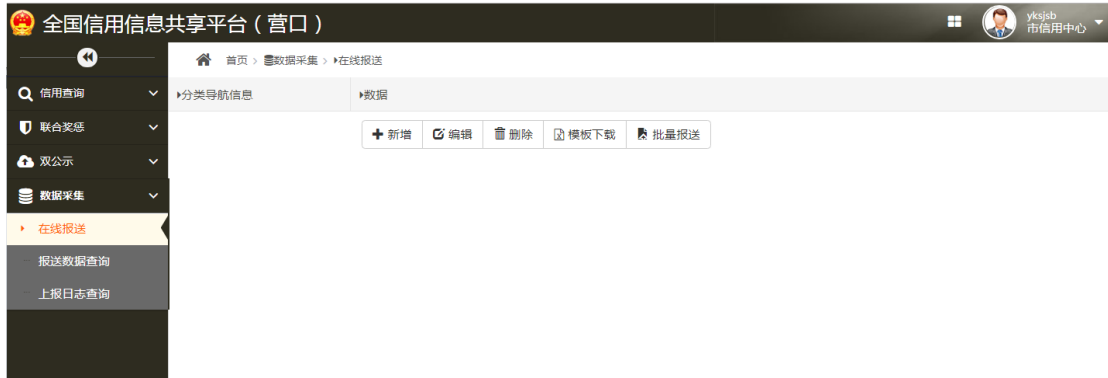 全国信用信息共享平台（营口）
yksjsb
市信用中心
首页 > 数据采集 > 在线报送
信用查询
联合奖惩
双公示
数据采集
在线报送
报送数据查询
上报日志查询
分类导航信息
数据
新增 编辑 删除 模板下载 批量报送